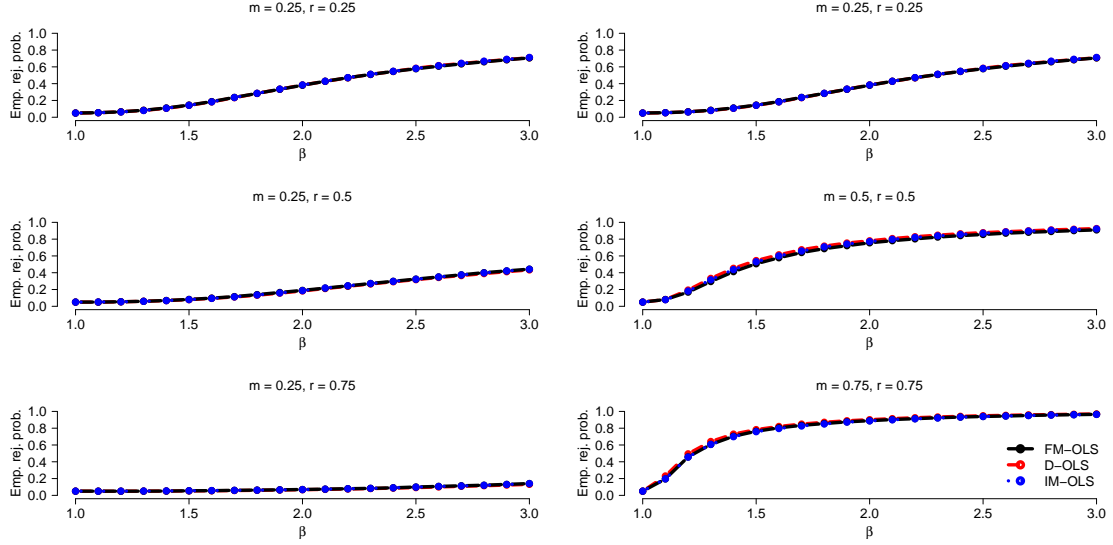 m = 0.25, r = 0.25
Emp. rej. prob.
1.0
0.8
0.6
0.4
0.2
0.0
1.0 1.5 2.0 2.5 3.0
β
m = 0.25, r = 0.25
Emp. rej. prob.
1.0
0.8
0.6
0.4
0.2
0.0
1.0 1.5 2.0 2.5 3.0
β
m = 0.25, r = 0.5
Emp. rej. prob.
1.0
0.8
0.6
0.4
0.2
0.0
1.0 1.5 2.0 2.5 3.0
β
m = 0.5, r = 0.5
Emp. rej. prob.
1.0
0.8
0.6
0.4
0.2
0.0
1.0 1.5 2.0 2.5 3.0
β
m = 0.25, r = 0.75
Emp. rej. prob.
1.0
0.8
0.6
0.4
0.2
0.0
1.0 1.5 2.0 2.5 3.0
β
m = 0.75, r = 0.75
Emp. rej. prob.
1.0
0.8
0.6
0.4
0.2
0.0
1.0 1.5 2.0 2.5 3.0
β
FM−OLS
D−OLS
IM−OLS